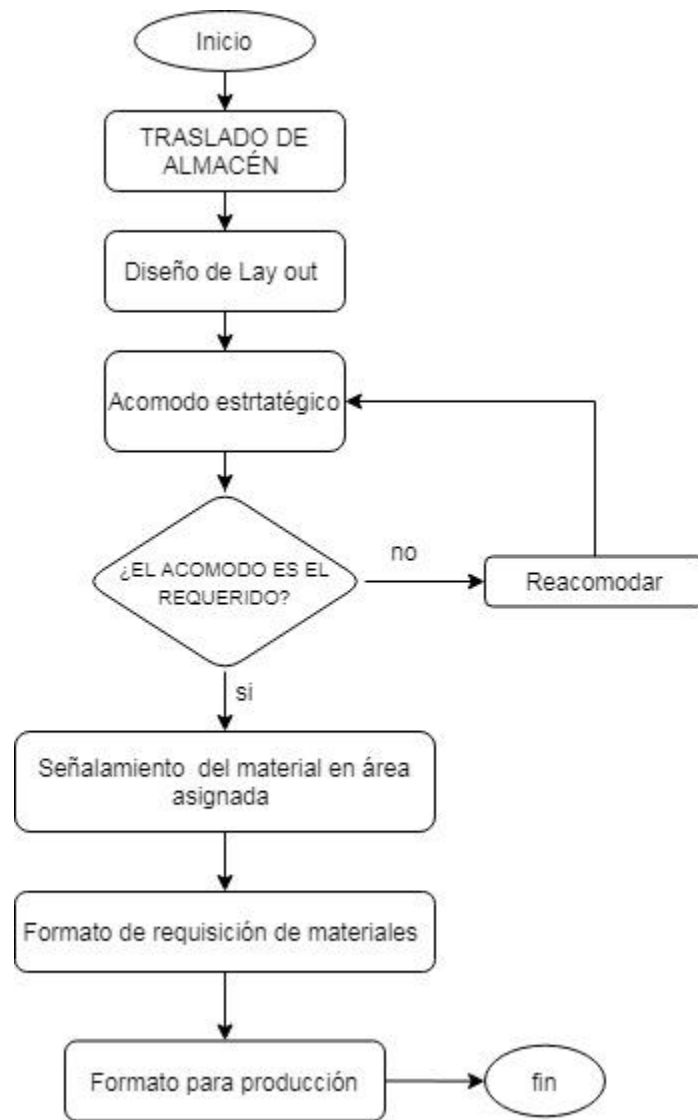 Inicio
TRASLADO DE
ALMACÉN
Diseño de Lay out
Acomodo estrtatégico
¿EL ACOMODO ES EL
REQUERIDO?
no
Reacomodar
si
Señalamiento  del material en área
asignada
Formato de requisición de materiales
Formato para producción
fin